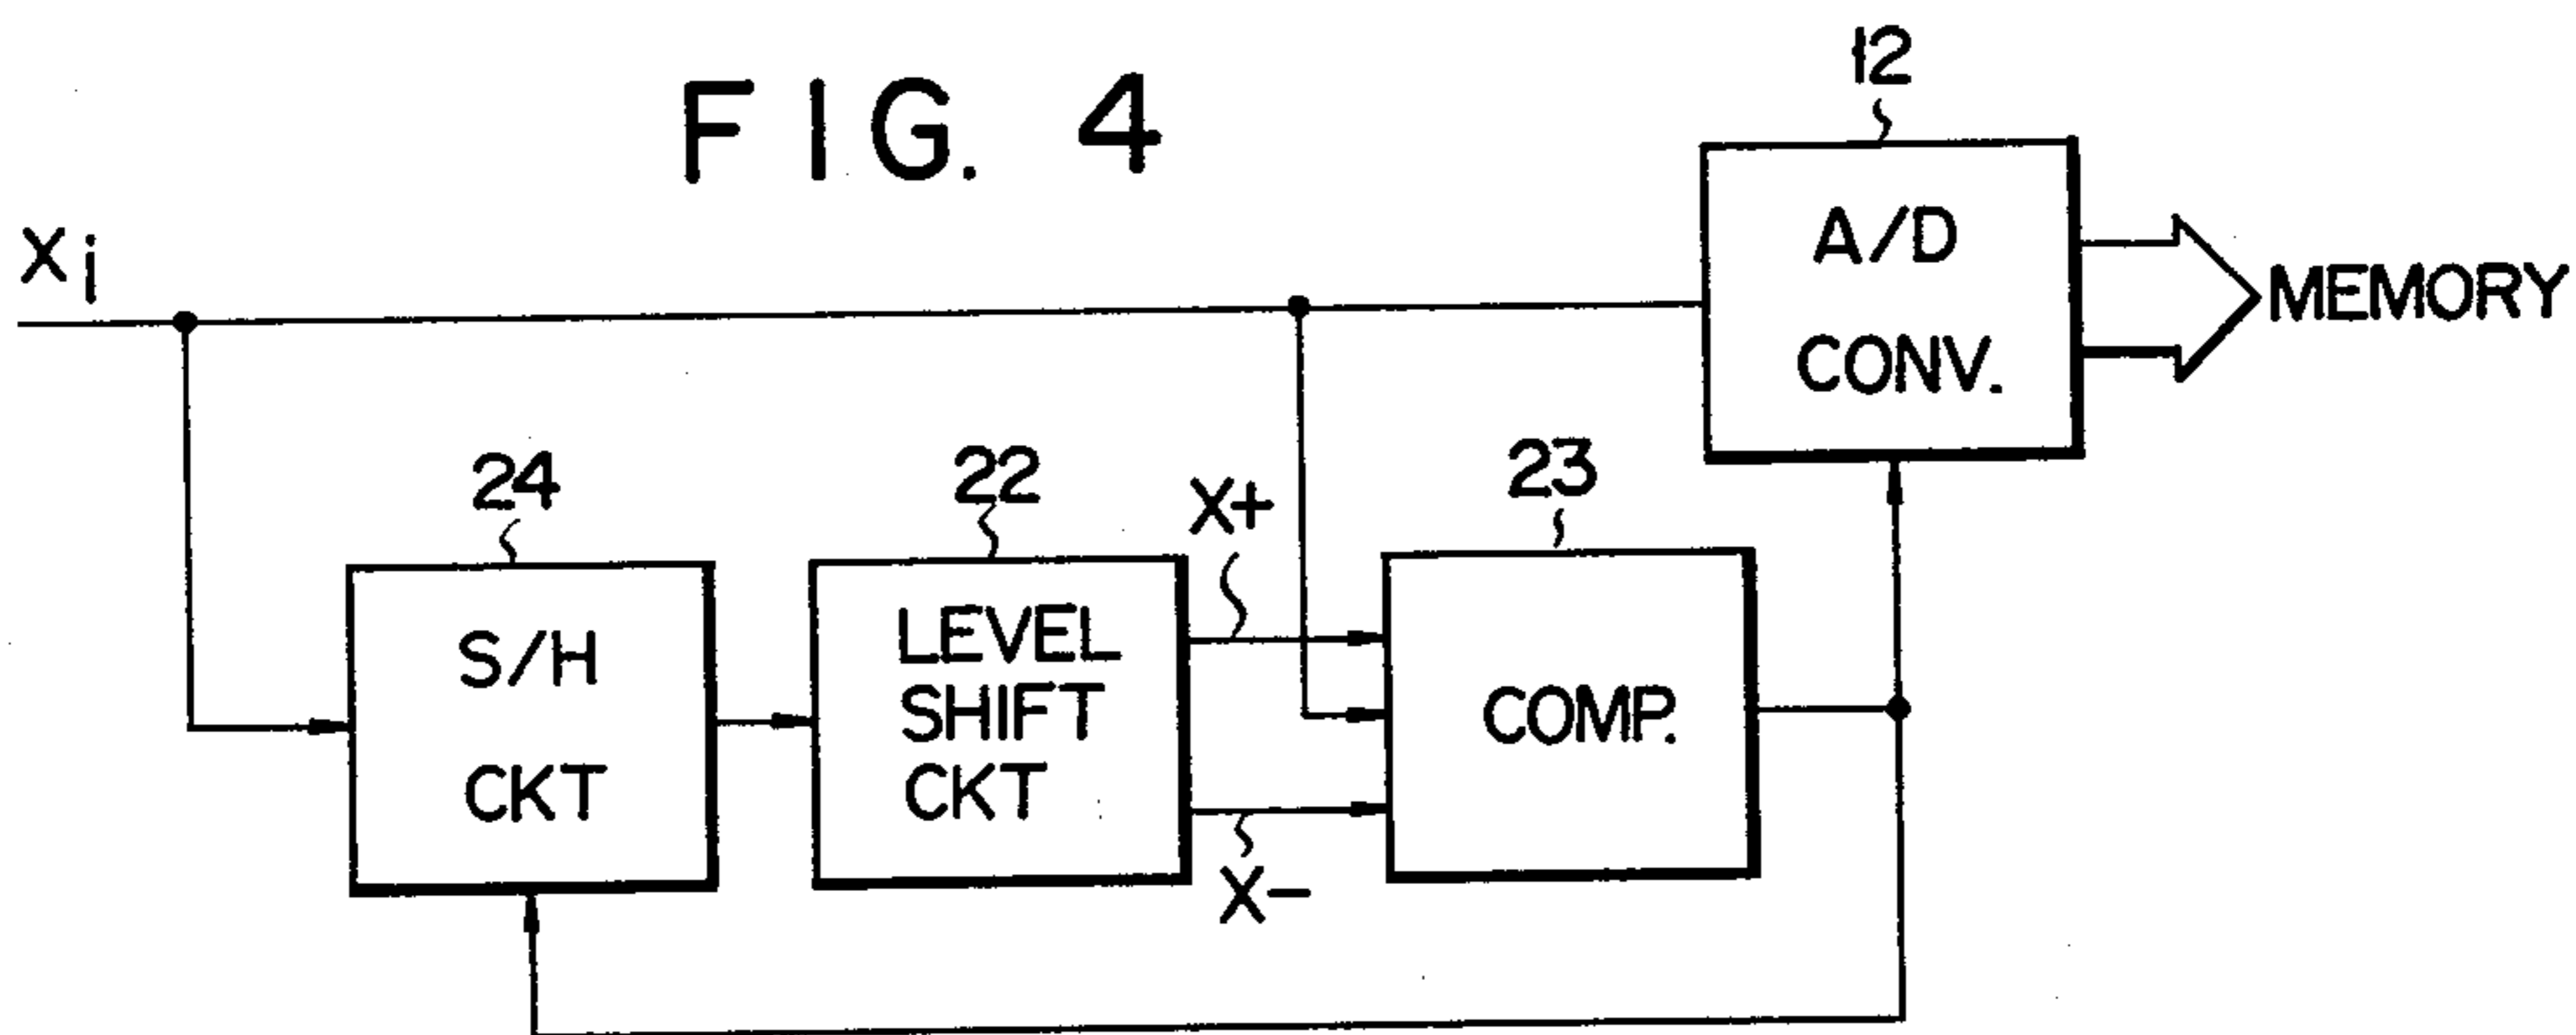 FIG. 4
12
Xi
A/D
CONV.
MEMORY
24
22
X+
23
S/H
CKT
LEVEL
SHIFT
CKT
COMP.
X-